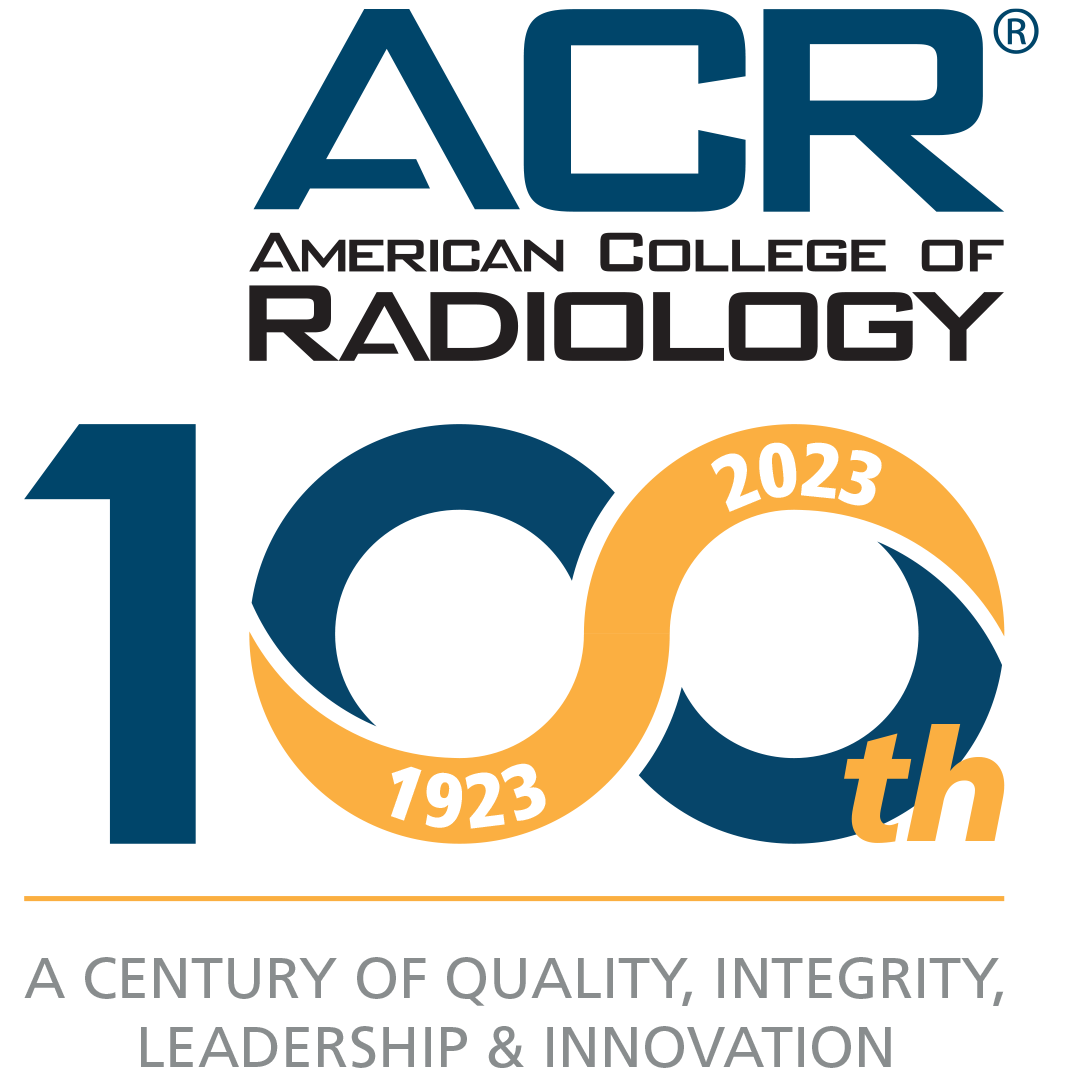 ACR®
AMERICAN COLLEGE OF
RADIOLOGY
100th
2023
1923
A CENTURY OF QUALITY, INTEGRITY,
LEADERSHIP & INNOVATION